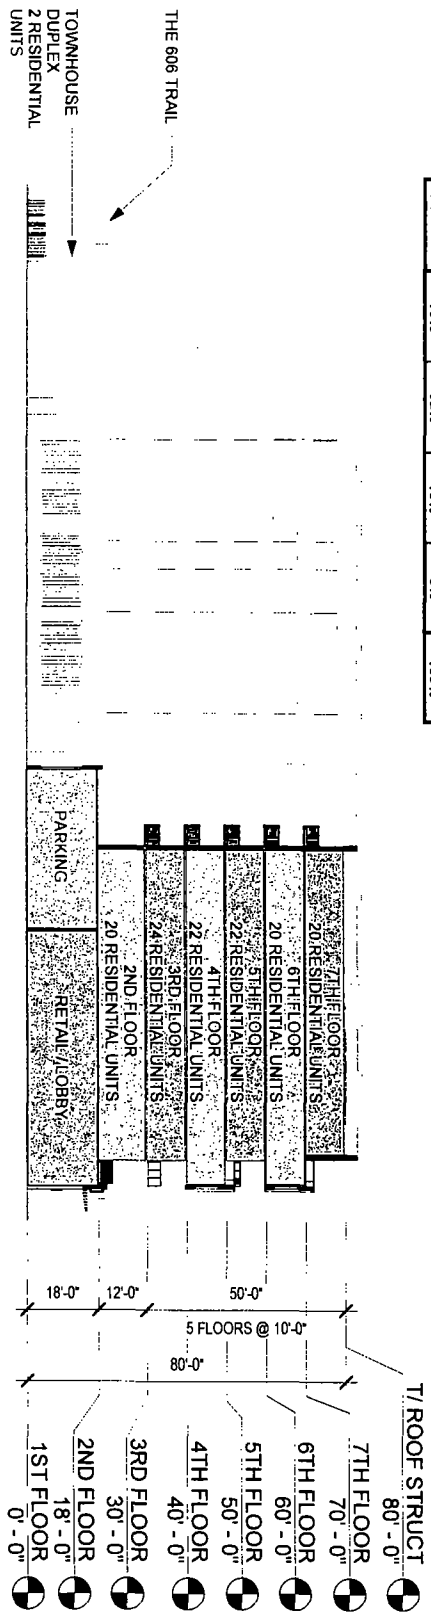 THE 606 TRAIL
TOWNHOUSE
DUPLEX
2 RESIDENTIAL
UNITS
7TH FLOOR
20 RESIDENTIAL UNITS
6TH FLOOR
20 RESIDENTIAL UNITS
5TH FLOOR
22 RESIDENTIAL UNITS
4TH FLOOR
22 RESIDENTIAL UNITS
3RD FLOOR
24 RESIDENTIAL UNITS
2ND FLOOR
20 RESIDENTIAL UNITS
PARKING
RETAIL / LOBBY
50'-0"
5 FLOORS @ 10'-0"
12'-0"
18'-0"
80'-0"
T/ ROOF STRUCT
80' - 0"
7TH FLOOR
70' - 0"
6TH FLOOR
60' - 0"
5TH FLOOR
50' - 0"
4TH FLOOR
40' - 0"
3RD FLOOR
30' - 0"
2ND FLOOR
18' - 0"
1ST FLOOR
0' - 0"